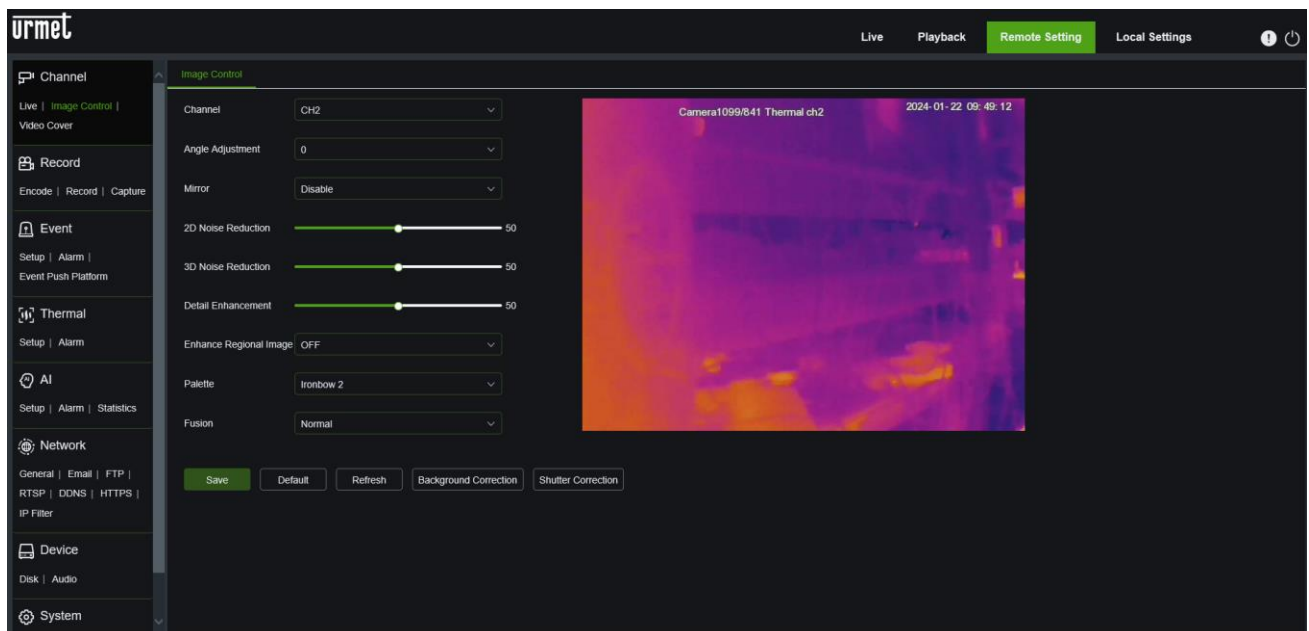 urmet
Live Playback Remote Setting Local Settings
Channel
Live | Image Control |
Video Cover
Record
Encode | Record | Capture
Event
Setup | Alarm |
Event Push Platform
Thermal
Setup | Alarm
AI
Setup | Alarm | Statistics
Network
General | Email | FTP |
RTSP | DDNS | HTTPS |
IP Filter
Device
Disk | Audio
System
Image Control
Channel CH2
Angle Adjustment 0
Mirror Disable
2D Noise Reduction 50
3D Noise Reduction 50
Detail Enhancement 50
Enhance Regional Image OFF
Palette Ironbow 2
Fusion Normal
Save Default Refresh Background Correction Shutter Correction
Camera1099/841 Thermal ch2 2024-01-22 09:49:12